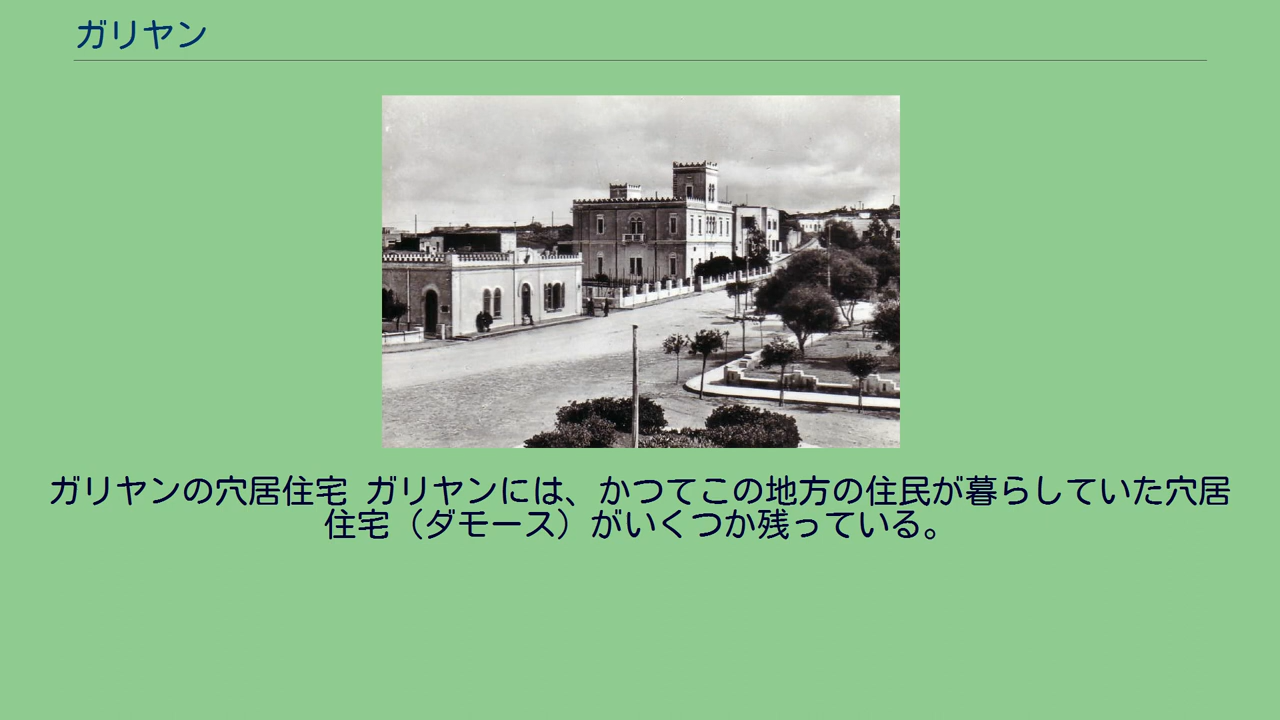 ガリヤン
ガリヤンの穴居住宅 ガリヤンには、かつてこの地方の住民が暮らしていた穴居
住宅（ダモース）がいくつか残っている。